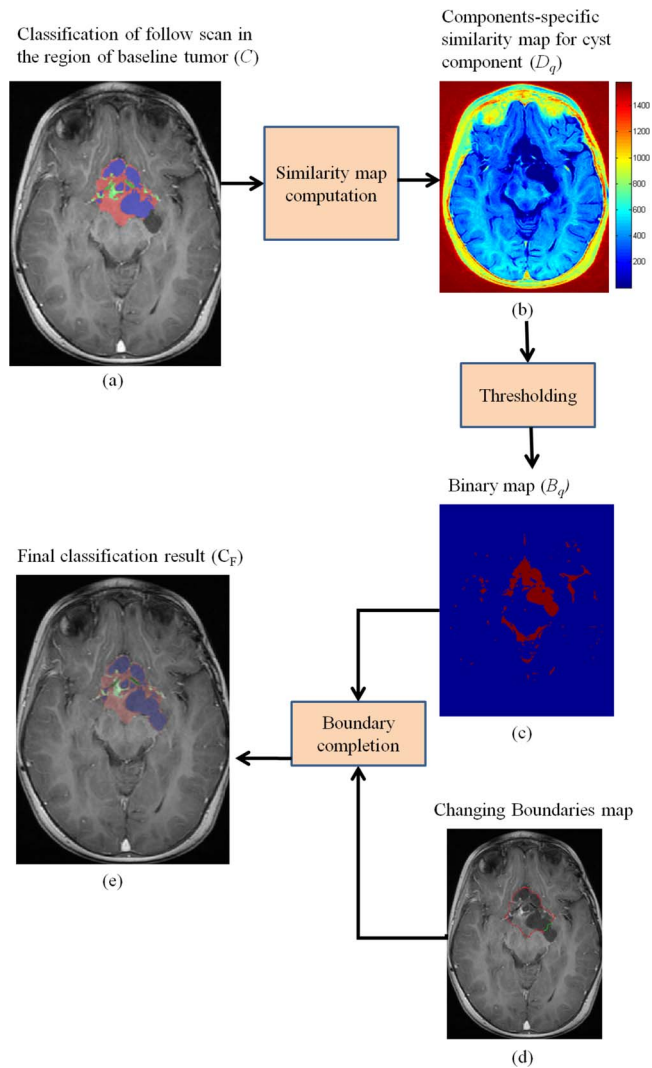 Classification of follow scan in
the region of baseline tumor (C)
(a)
Similarity map
computation
Components-specific
similarity map for cyst
component (Dq)
1400
1200
1000
800
600
400
200
(b)
Thresholding
Binary map (Bq)
(c)
Final classification result (CF)
(e)
Boundary
completion
Changing Boundaries map
(d)